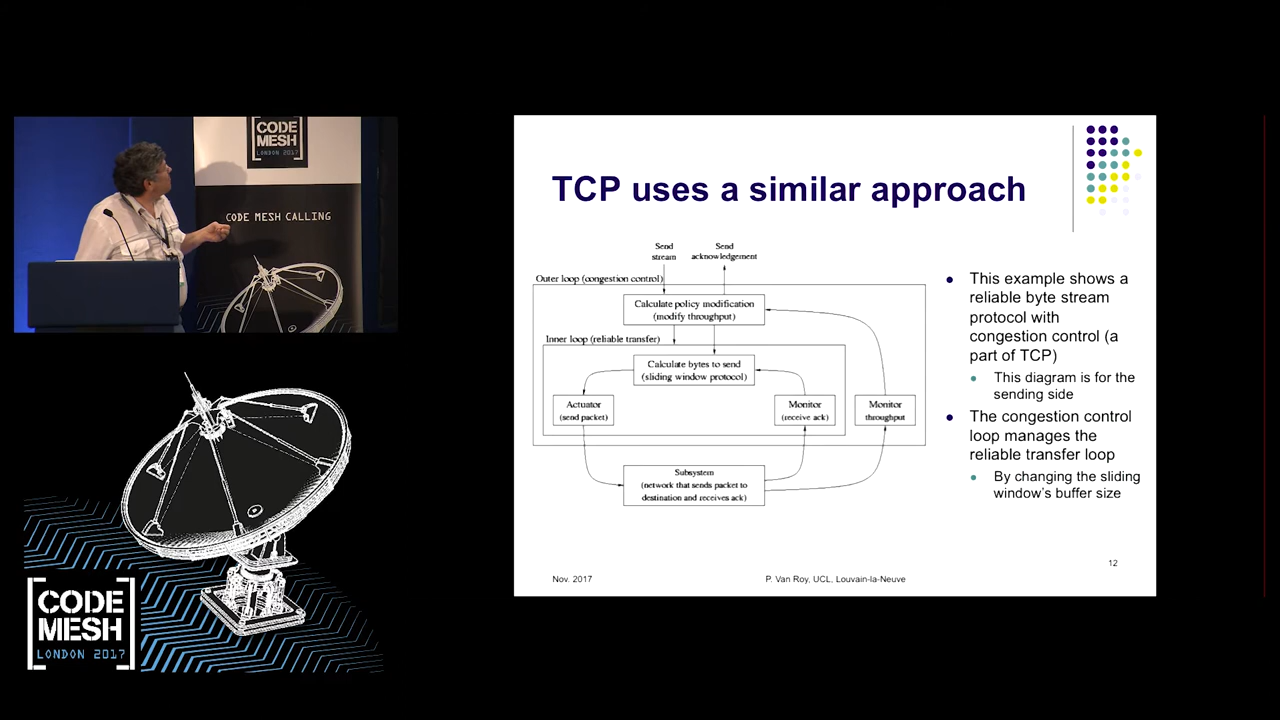 CODE
MESH
LONDON 2017
CODE MESH CALLING
CODE
MESH
LONDON 2017
TCP uses a similar approach
Send
stream
Send
acknowledgement
Outer loop (congestion control)
Calculate policy modification
(modify throughput)
Inner loop (reliable transfer)
Calculate bytes to send
(sliding window protocol)
Actuator
(send packet)
Monitor
(receive ack)
Monitor
throughput
Subsystem
(network that sends packet to
destination and receives ack)
This example shows a
reliable byte stream
protocol with
congestion control (a
part of TCP)
This diagram is for the
sending side
The congestion control
loop manages the
reliable transfer loop
By changing the sliding
window's buffer size
12
Nov. 2017
P. Van Roy, UCL, Louvain-la-Neuve